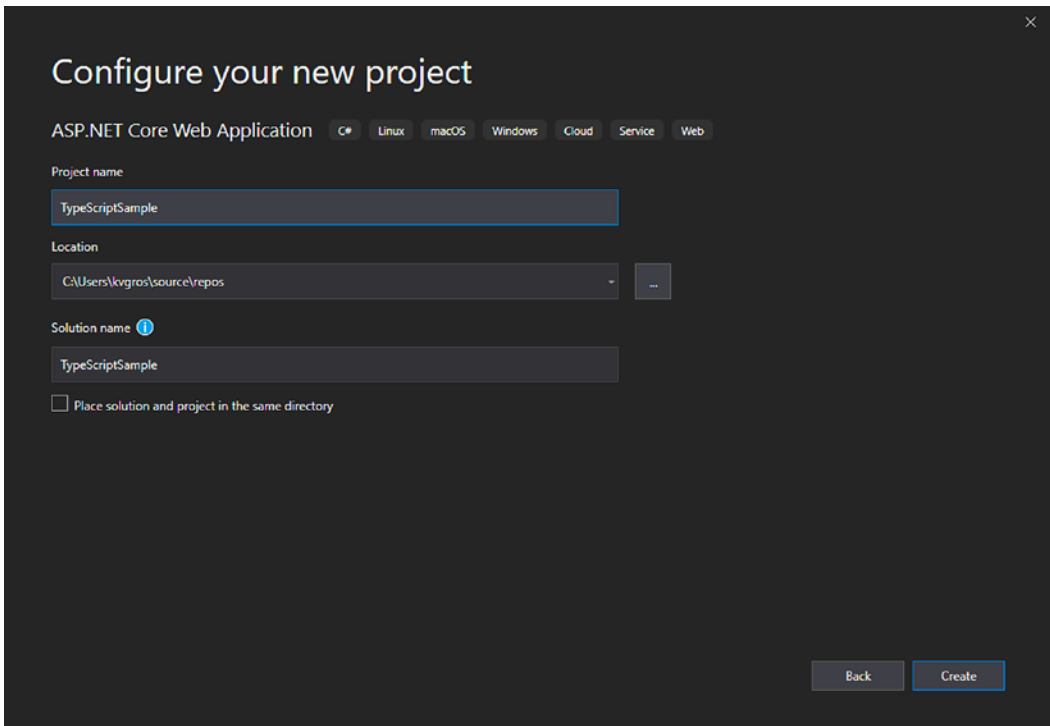 Configure your new project
ASP.NET Core Web Application C# Linux macOS Windows Cloud Service Web
Project name
TypeScriptSample
Location
C:\Users\kvgros\source\repos
...
Solution name
TypeScriptSample
Place solution and project in the same directory
Back Create